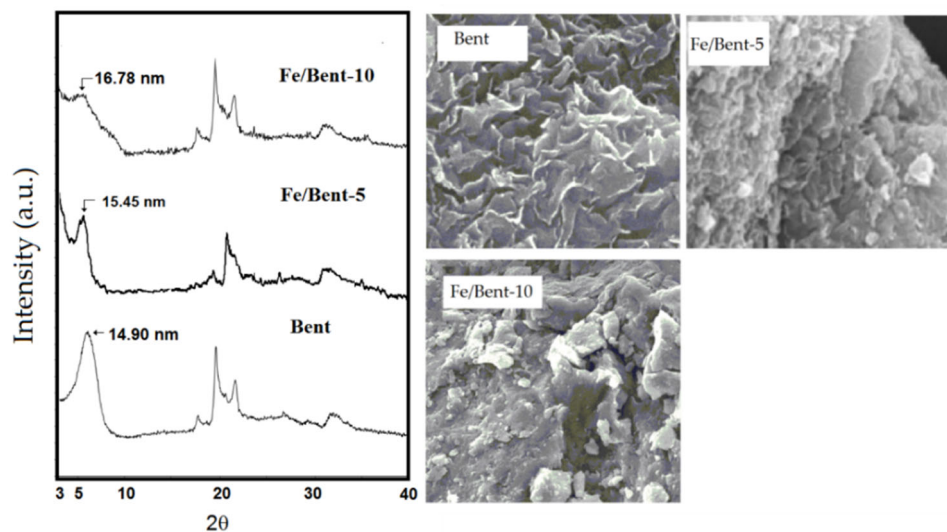 16.78 nm
Fe/Bent-10
15.45 nm
Fe/Bent-5
14.90 nm
Bent
Intensity (a.u.)
3 5 10 20 30 40
2θ
Bent
Fe/Bent-5
Fe/Bent-10